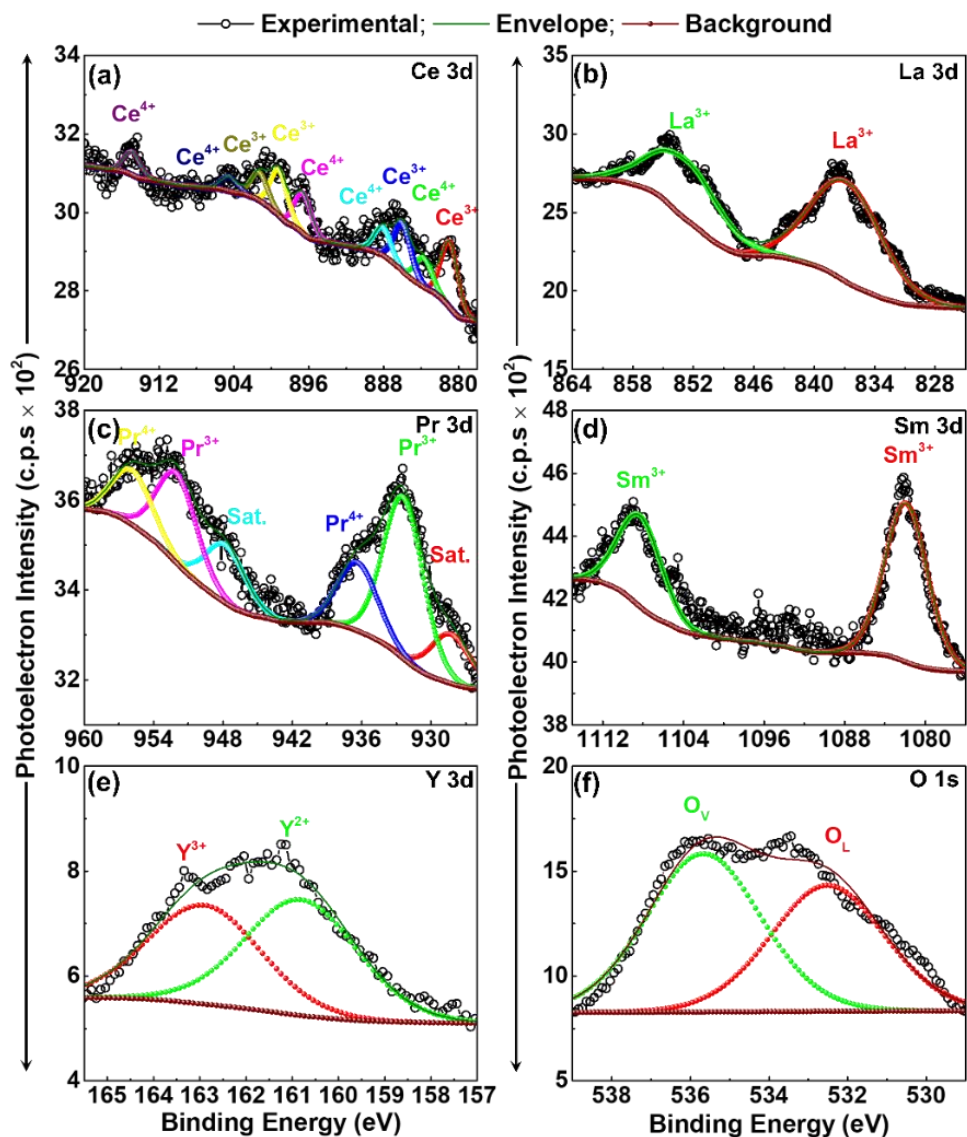 Experimental; Envelope; Background
Photoelectron Intensity (c.p.s × 10²)
(a) Ce 3d
34
32
30
28
26
Ce⁴⁺ Ce⁴⁺ Ce³⁺ Ce³⁺ Ce⁴⁺ Ce⁴⁺ Ce³⁺ Ce⁴⁺ Ce³⁺
920 912 904 896 888 880
Photoelectron Intensity (c.p.s × 10²)
(b) La 3d
35
30
25
20
15
La³⁺ La³⁺
864 858 852 846 840 834 828
(c) Pr 3d
38
36
34
32
Pr⁴⁺ Pr³⁺ Sat. Pr⁴⁺ Pr³⁺ Sat.
960 954 948 942 936 930
(d) Sm 3d
48
46
44
42
40
38
Sm³⁺ Sm³⁺
1112 1104 1096 1088 1080
(e) Y 3d
10
8
6
4
Y³⁺ Y²⁺
165 163 162 161 160 159 158 157
Binding Energy (eV)
(f) O 1s
20
15
10
5
O_V O_L
538 536 534 532 530
Binding Energy (eV)